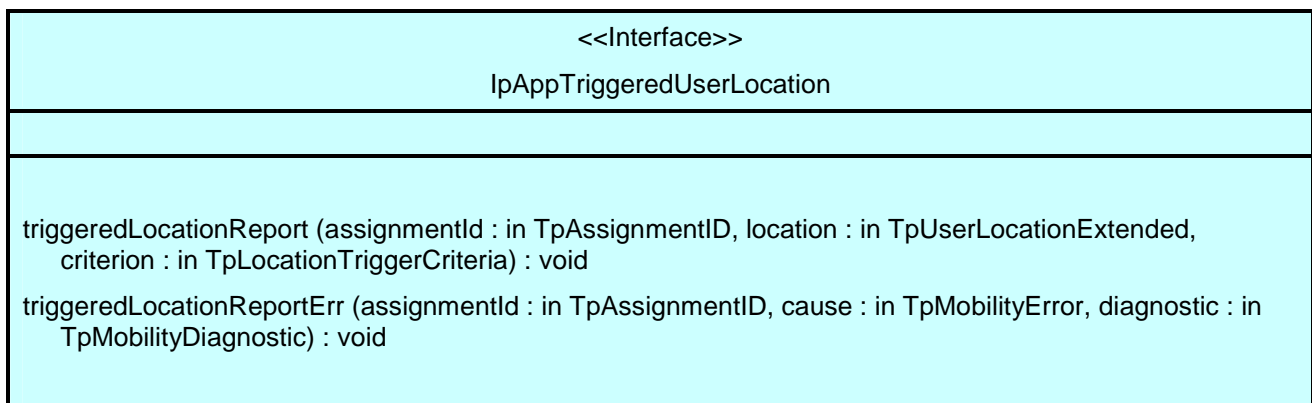 <<Interface>>
IpAppTriggeredUserLocation
triggeredLocationReport (assignmentId : in TpAssignmentID, location : in TpUserLocationExtended,
criterion : in TpLocationTriggerCriteria) : void
triggeredLocationReportErr (assignmentId : in TpAssignmentID, cause : in TpMobilityError, diagnostic : in
TpMobilityDiagnostic) : void